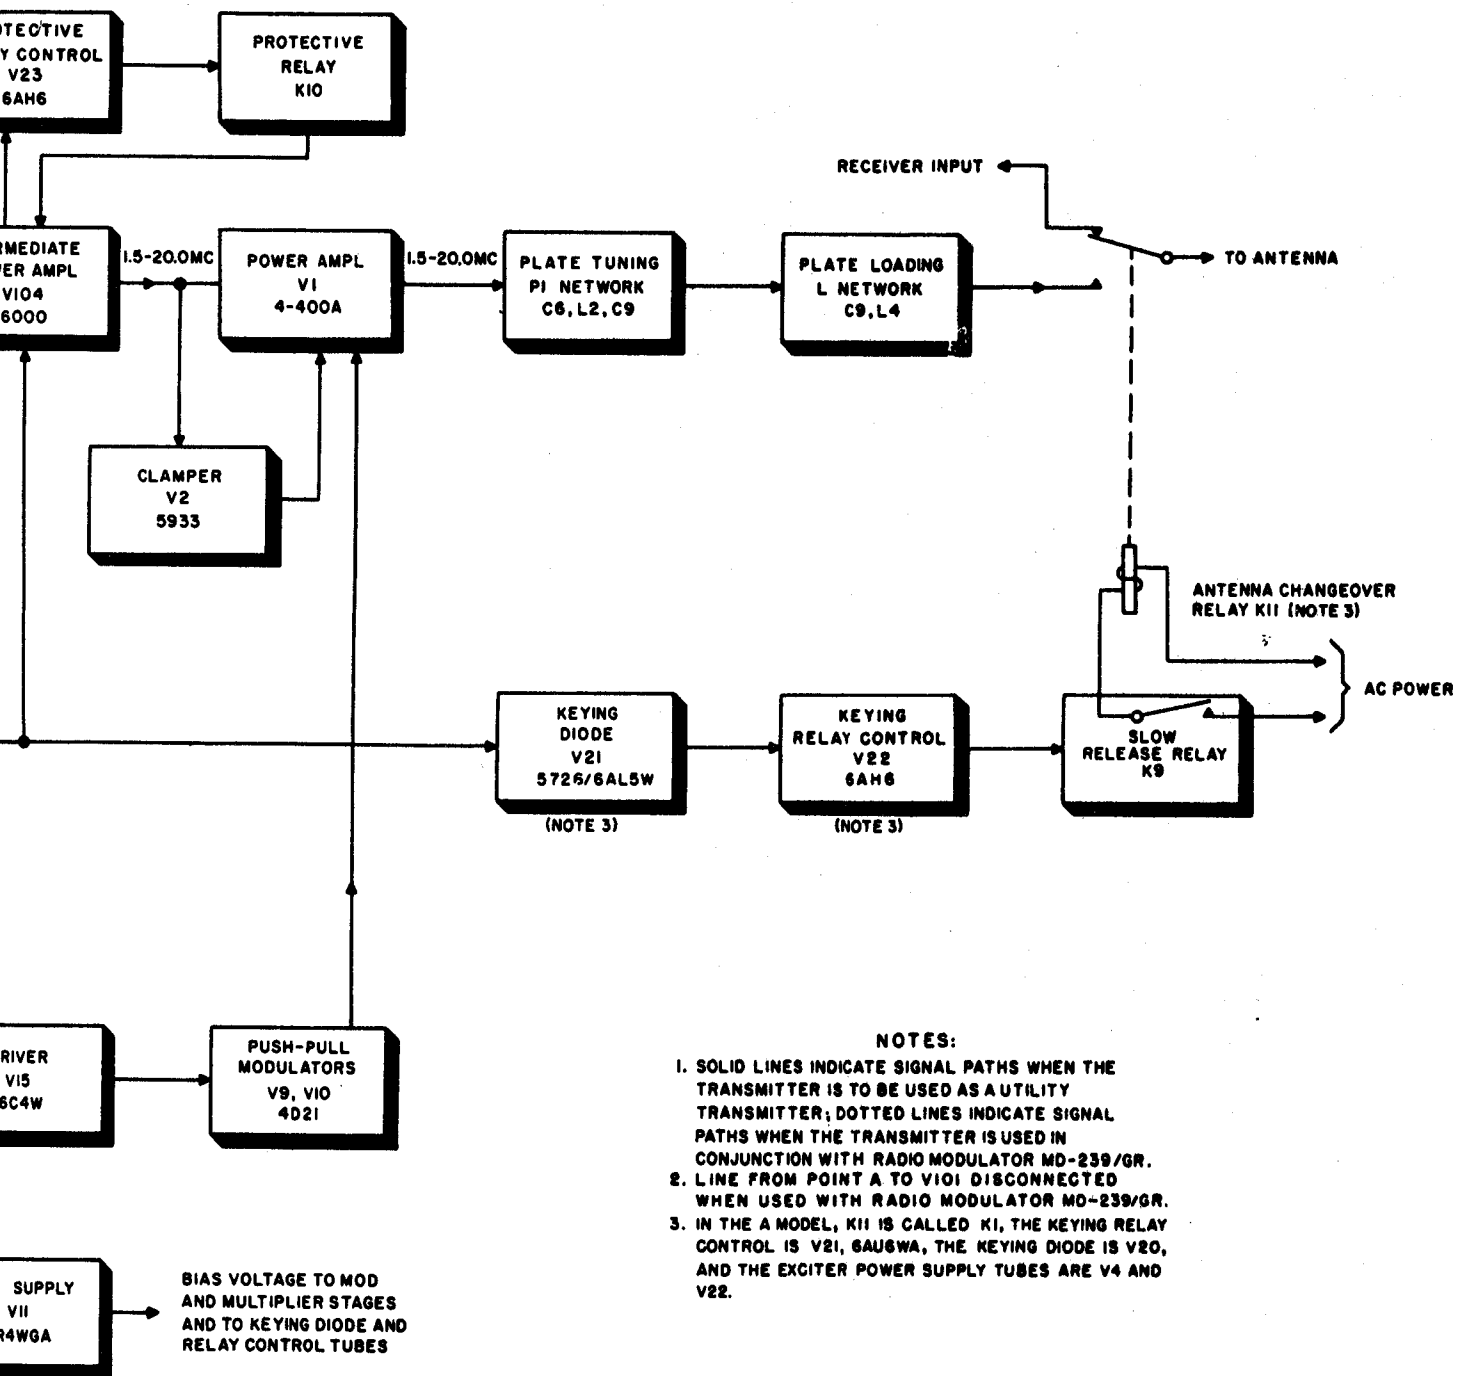 OTECTIVE
Y CONTROL
V23
6AH6
PROTECTIVE
RELAY
K10
RECEIVER INPUT
TO ANTENNA
RMEDIATE
ER AMPL
V104
6000
1.5-20.0MC
POWER AMPL
V1
4-400A
1.5-20.0MC
PLATE TUNING
PI NETWORK
C6, L2, C9
PLATE LOADING
L NETWORK
C9, L4
CLAMPER
V2
5933
ANTENNA CHANGEOVER
RELAY K11 (NOTE 3)
AC POWER
KEYING
DIODE
V21
5726/6AL5W
(NOTE 3)
KEYING
RELAY CONTROL
V22
6AH6
(NOTE 3)
SLOW
RELEASE RELAY
K9
RIVER
V15
6C4W
PUSH-PULL
MODULATORS
V9, V10
4D21
NOTES:
1. SOLID LINES INDICATE SIGNAL PATHS WHEN THE
TRANSMITTER IS TO BE USED AS A UTILITY
TRANSMITTER; DOTTED LINES INDICATE SIGNAL
PATHS WHEN THE TRANSMITTER IS USED IN
CONJUNCTION WITH RADIO MODULATOR MD-239/GR.
2. LINE FROM POINT A TO V101 DISCONNECTED
WHEN USED WITH RADIO MODULATOR MD-239/GR.
3. IN THE A MODEL, K11 IS CALLED K1, THE KEYING RELAY
CONTROL IS V21, 6AU6WA, THE KEYING DIODE IS V20,
AND THE EXCITER POWER SUPPLY TUBES ARE V4 AND
V22.
SUPPLY
V11
R4WGA
BIAS VOLTAGE TO MOD
AND MULTIPLIER STAGES
AND TO KEYING DIODE AND
RELAY CONTROL TUBES